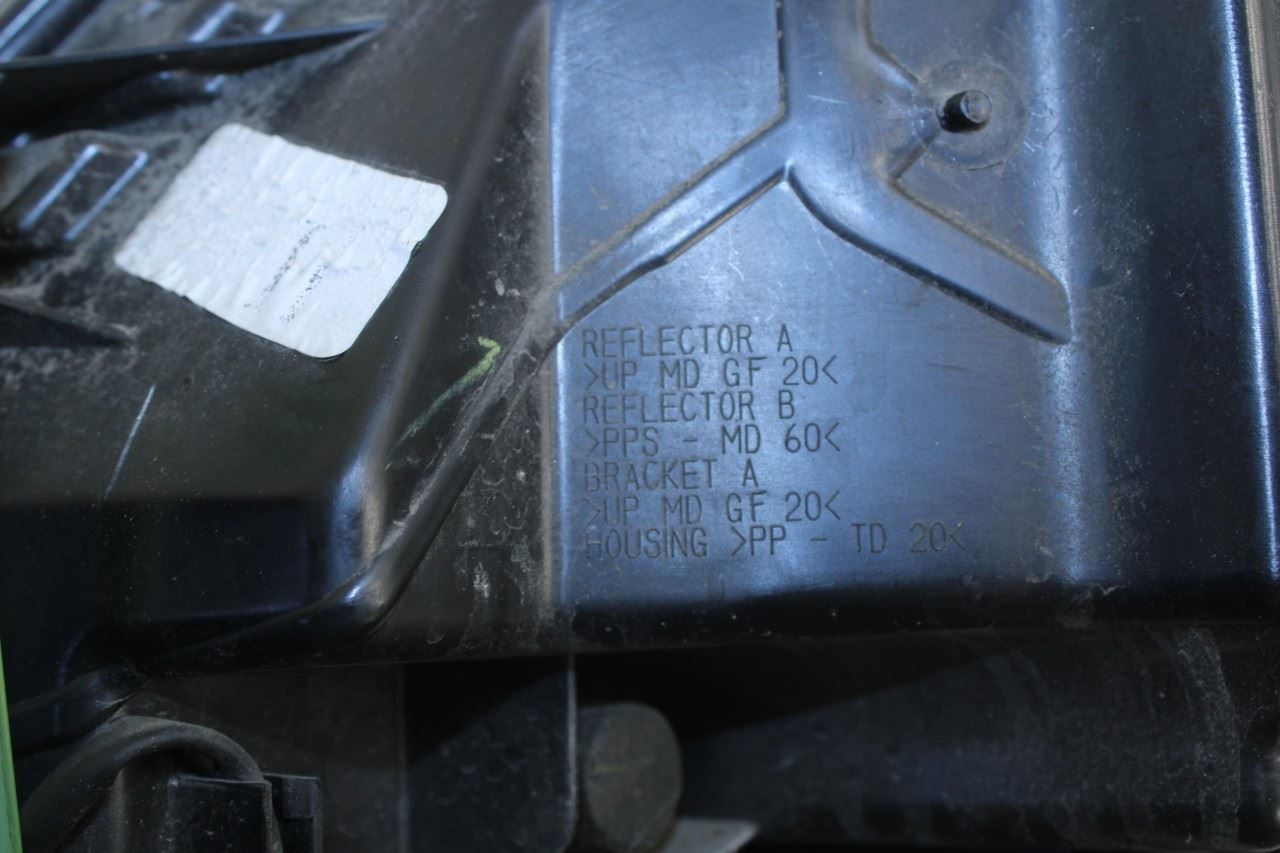 REFLECTOR A
>UP MD GF 20<
REFLECTOR B
>PPS - MD 60<
BRACKET A
>UP MD GF 20<
HOUSING >PP - TD 20<